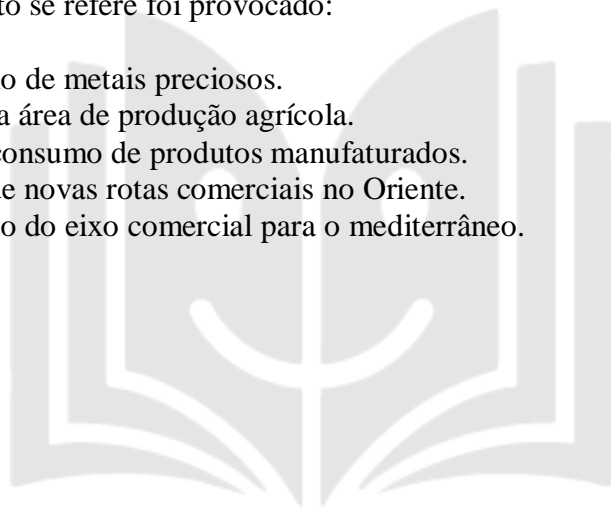 to se refere foi provocado:
o de metais preciosos.
a área de produção agrícola.
consumo de produtos manufaturados.
e novas rotas comerciais no Oriente.
o do eixo comercial para o mediterrâneo.